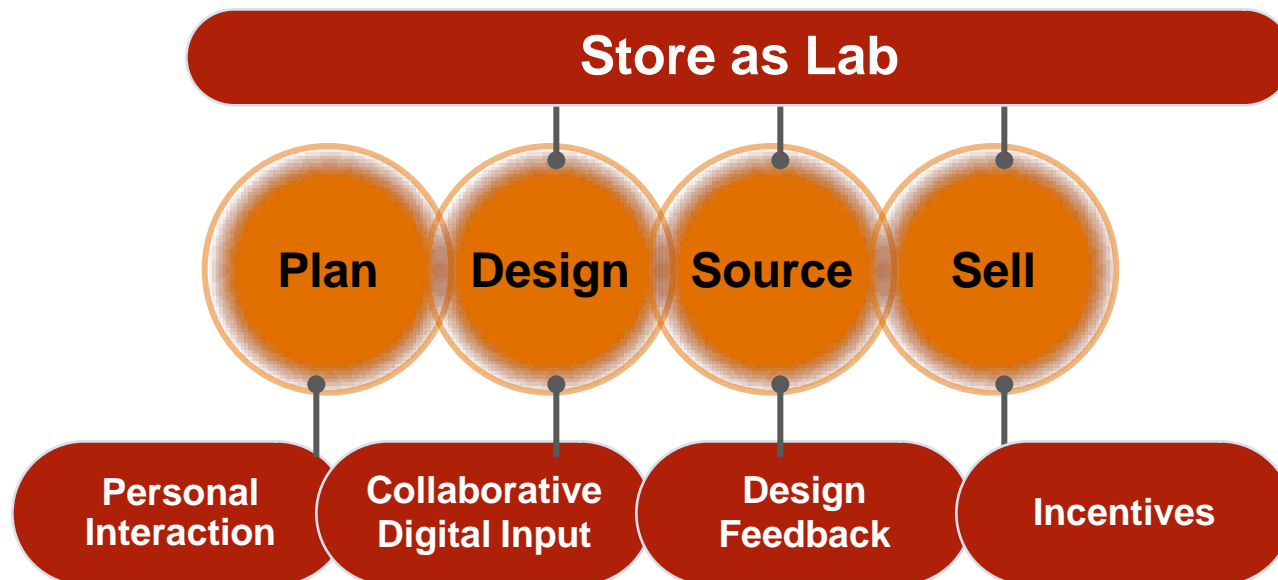 Store as Lab
Plan
Design
Source
Sell
Personal
Interaction
Collaborative
Digital Input
Design
Feedback
Incentives